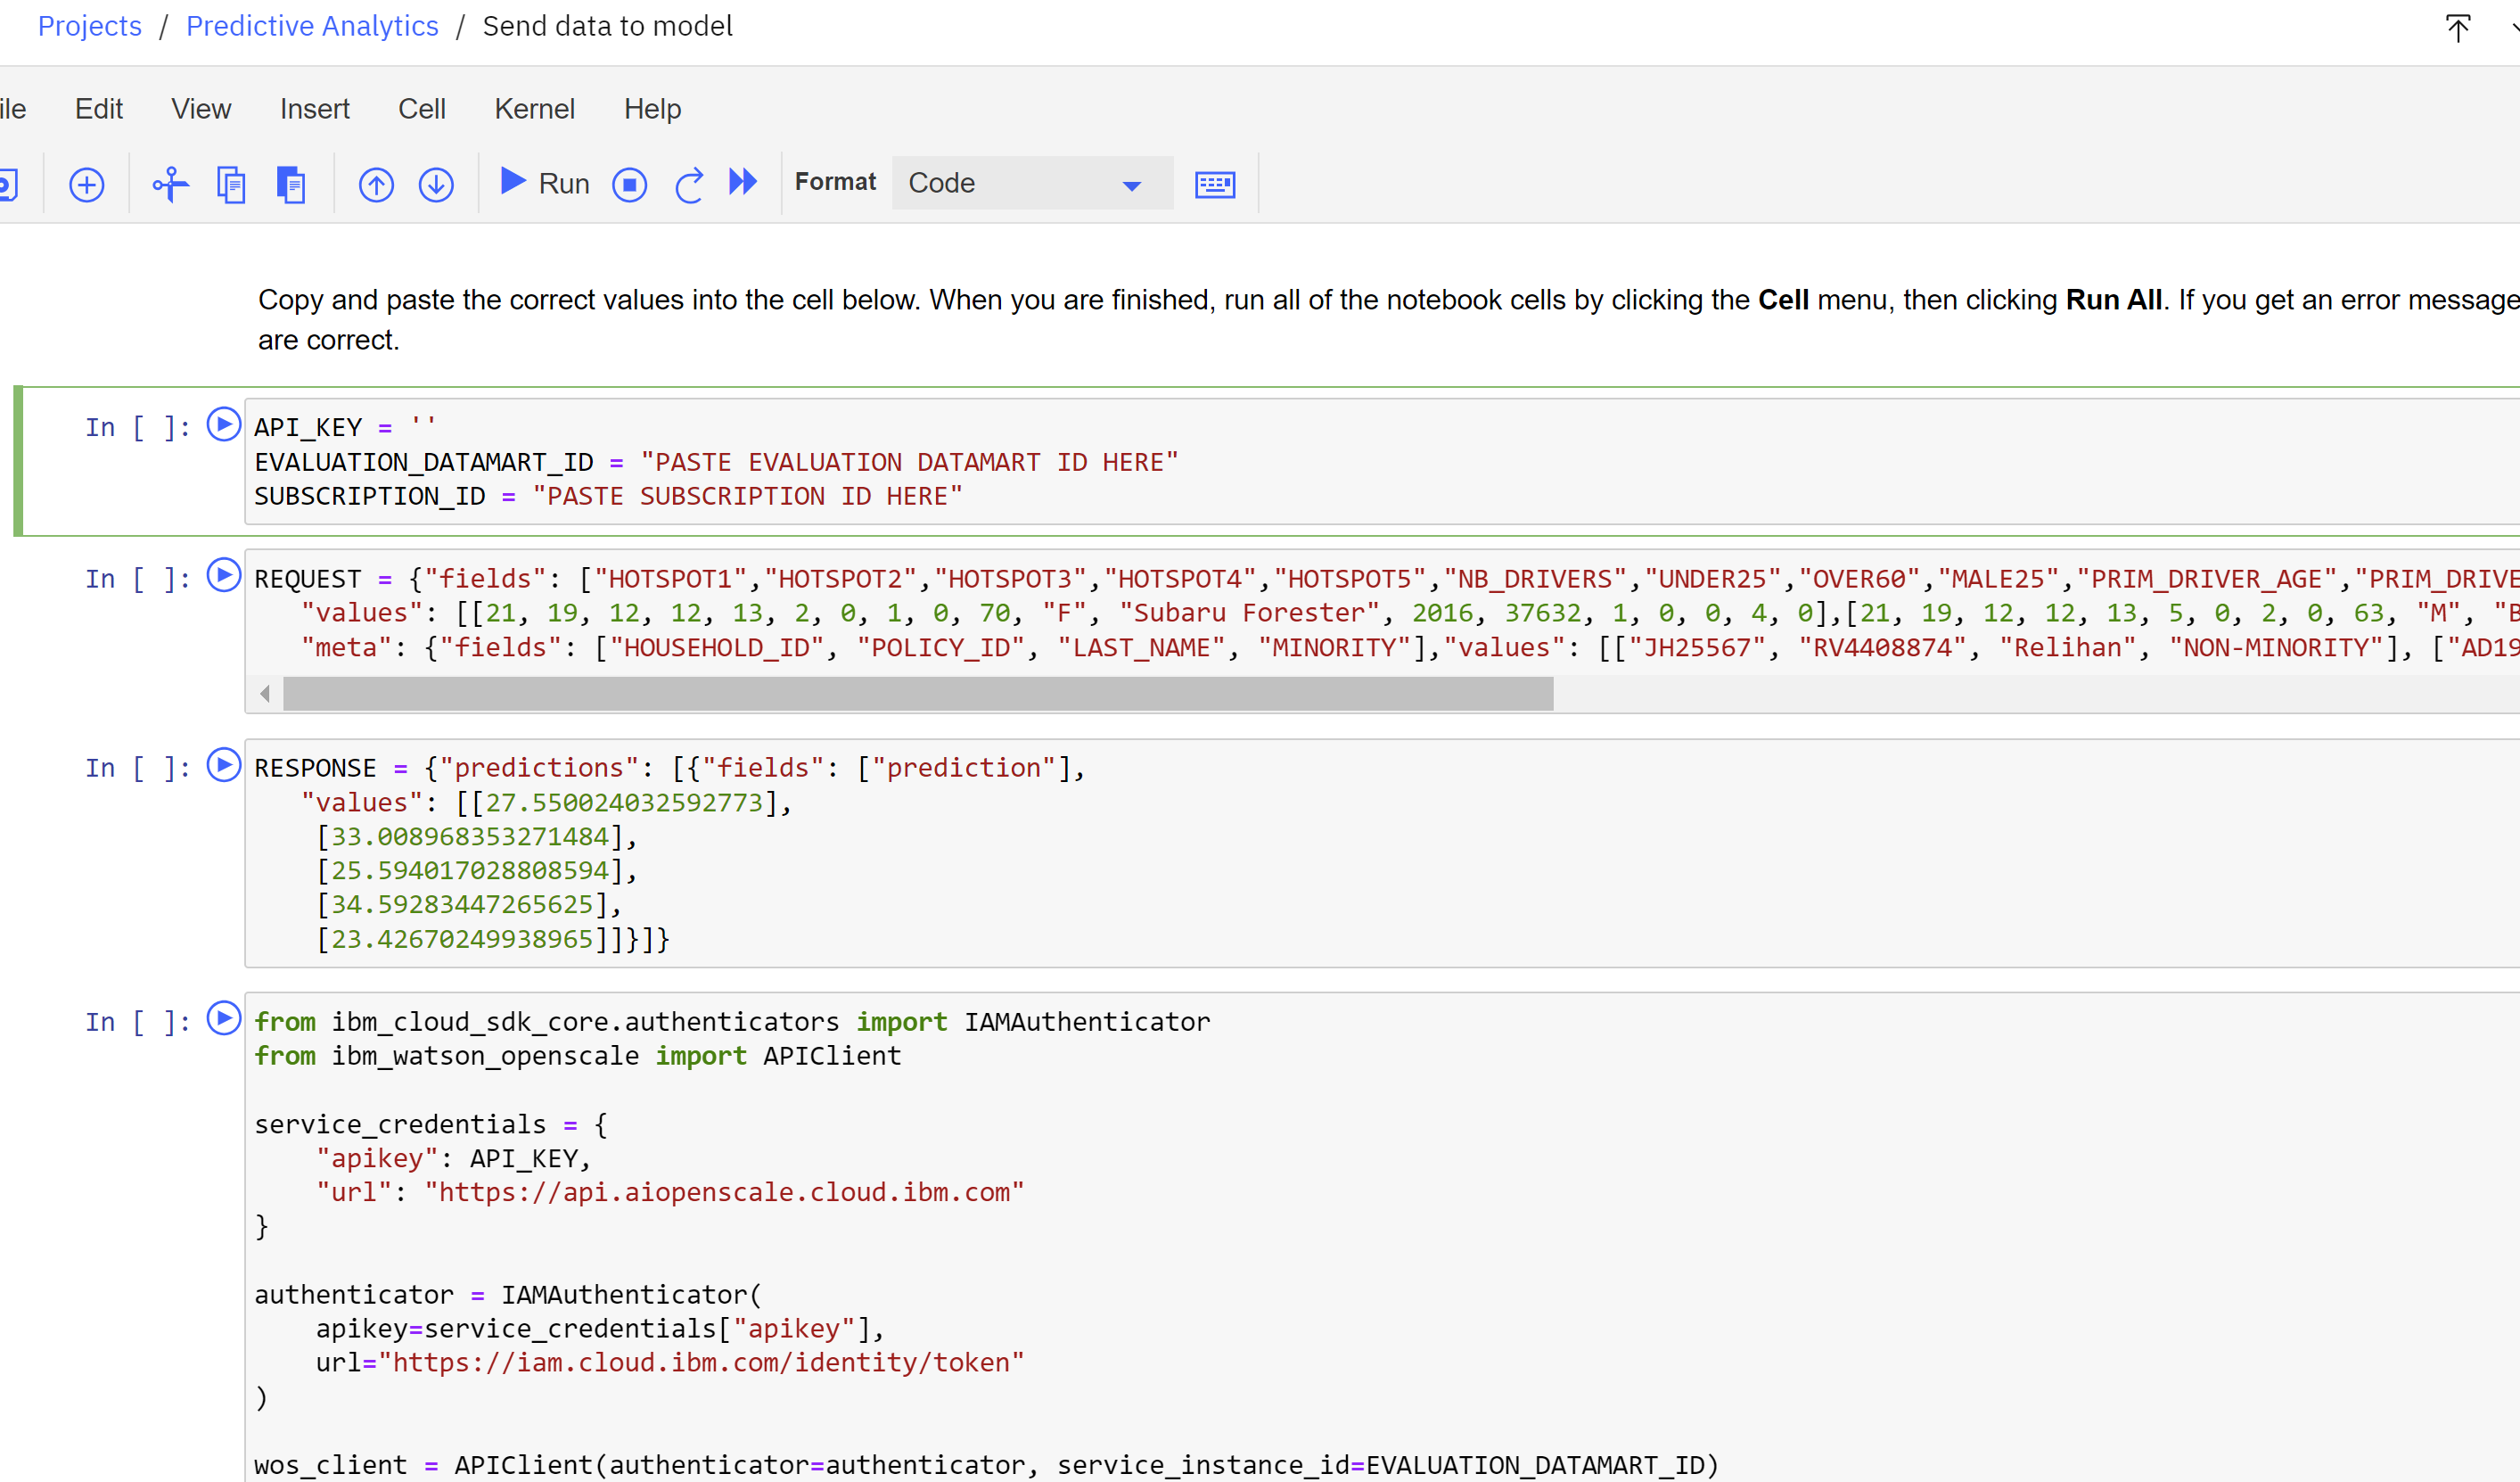 Projects / Predictive Analytics / Send data to model
ile Edit View Insert Cell Kernel Help
Run Format Code
Copy and paste the correct values into the cell below. When you are finished, run all of the notebook cells by clicking the Cell menu, then clicking Run All. If you get an error message
are correct.
In [ ]: API_KEY = ''
EVALUATION_DATAMART_ID = "PASTE EVALUATION DATAMART ID HERE"
SUBSCRIPTION_ID = "PASTE SUBSCRIPTION ID HERE"
In [ ]: REQUEST = {"fields": ["HOTSPOT1","HOTSPOT2","HOTSPOT3","HOTSPOT4","HOTSPOT5","NB_DRIVERS","UNDER25","OVER60","MALE25","PRIM_DRIVER_AGE","PRIM_DRIVE
"values": [[21, 19, 12, 12, 13, 2, 0, 1, 0, 70, "F", "Subaru Forester", 2016, 37632, 1, 0, 0, 4, 0],[21, 19, 12, 12, 13, 5, 0, 2, 0, 63, "M", "B
"meta": {"fields": ["HOUSEHOLD_ID", "POLICY_ID", "LAST_NAME", "MINORITY"],"values": [["JH25567", "RV4408874", "Relihan", "NON-MINORITY"], ["AD19
In [ ]: RESPONSE = {"predictions": [{"fields": ["prediction"],
"values": [[27.550024032592773],
[33.008968353271484],
[25.594017028808594],
[34.59283447265625],
[23.42670249938965]]}]}
In [ ]: from ibm_cloud_sdk_core.authenticators import IAMAuthenticator
from ibm_watson_openscale import APIClient
service_credentials = {
"apikey": API_KEY,
"url": "https://api.aiopenscale.cloud.ibm.com"
}
authenticator = IAMAuthenticator(
apikey=service_credentials["apikey"],
url="https://iam.cloud.ibm.com/identity/token"
)
wos_client = APIClient(authenticator=authenticator, service_instance_id=EVALUATION_DATAMART_ID)